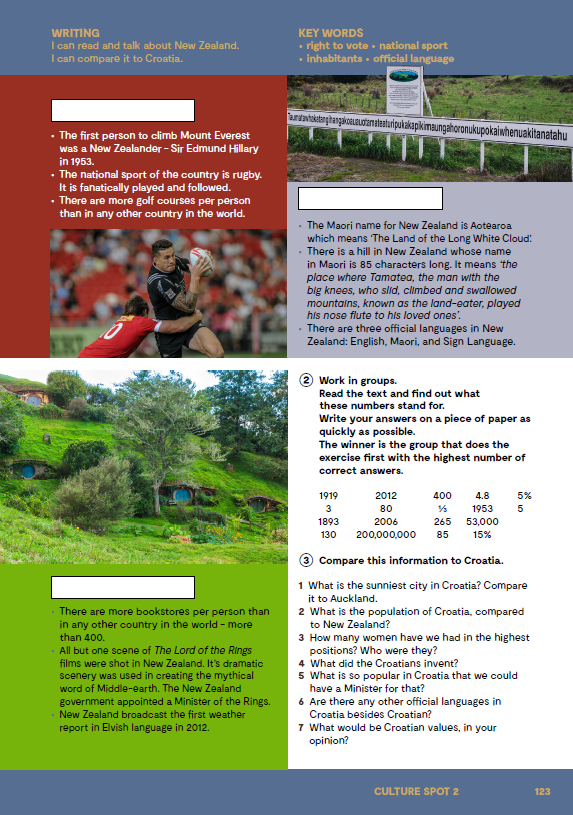 WRITING
I can read and talk about New Zealand.
I can compare it to Croatia.
KEY WORDS
• right to vote • national sport
• inhabitants • official language
• The first person to climb Mount Everest
was a New Zealander – Sir Edmund Hillary
in 1953.
• The national sport of the country is rugby.
It is fanatically played and followed.
• There are more golf courses per person
than in any other country in the world.
Taumatawhakatangihangakoauauotamateaturipukakapikimaungahoronukupokaiwhenuakitanatahu
• The Maori name for New Zealand is Aotearoa
which means ‘The Land of the Long White Cloud’.
• There is a hill in New Zealand whose name
in Maori is 85 characters long. It means ‘the
place where Tamatea, the man with the
big knees, who slid, climbed and swallowed
mountains, known as the land-eater, played
his nose flute to his loved ones’.
• There are three official languages in New
Zealand: English, Maori, and Sign Language.
10
• There are more bookstores per person than
in any other country in the world – more
than 400.
• All but one scene of The Lord of the Rings
films were shot in New Zealand. It’s dramatic
scenery was used in creating the mythical
word of Middle-earth. The New Zealand
government appointed a Minister of the Rings.
• New Zealand broadcast the first weather
report in Elvish language in 2012.
2 Work in groups.
Read the text and find out what
these numbers stand for.
Write your answers on a piece of paper as
quickly as possible.
The winner is the group that does the
exercise first with the highest number of
correct answers.
1919 2012 400 4.8 5%
3 80 ⅓ 1953 5
1893 2006 265 53,000
130 200,000,000 85 15%
3 Compare this information to Croatia.
1 What is the sunniest city in Croatia? Compare
it to Auckland.
2 What is the population of Croatia, compared
to New Zealand?
3 How many women have we had in the highest
positions? Who were they?
4 What did the Croatians invent?
5 What is so popular in Croatia that we could
have a Minister for that?
6 Are there any other official languages in
Croatia besides Croatian?
7 What would be Croatian values, in your
opinion?
CULTURE SPOT 2 123